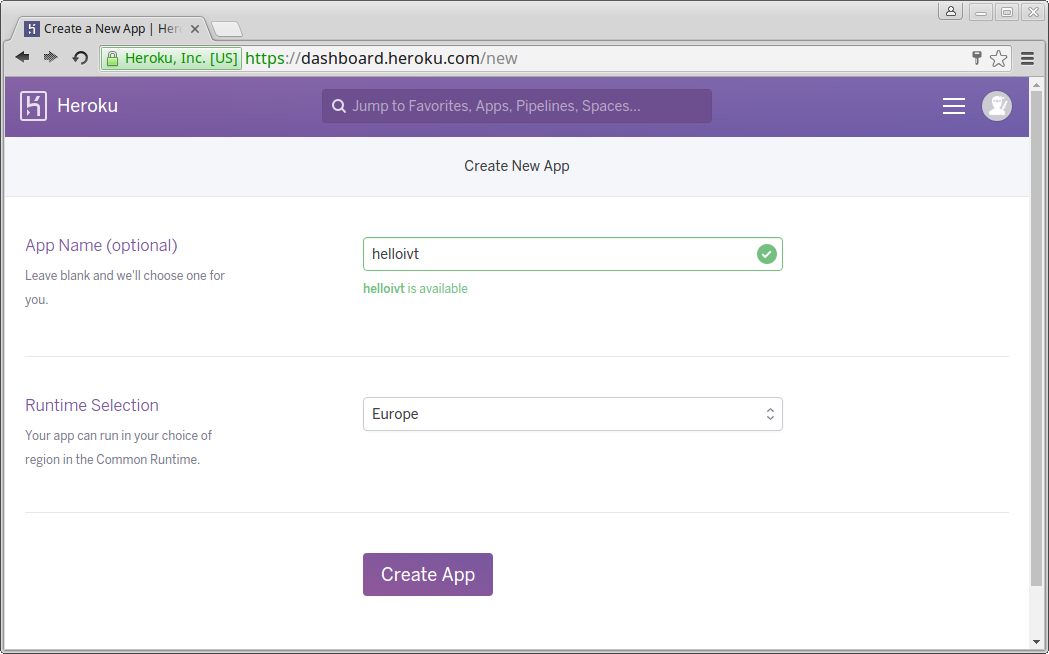 Create a New App | Her
Heroku, Inc. [US] https://dashboard.heroku.com/new
Heroku
Jump to Favorites, Apps, Pipelines, Spaces...
Create New App
App Name (optional)
Leave blank and we'll choose one for
you.
helloivt
helloivt is available
Runtime Selection
Your app can run in your choice of
region in the Common Runtime.
Europe
Create App